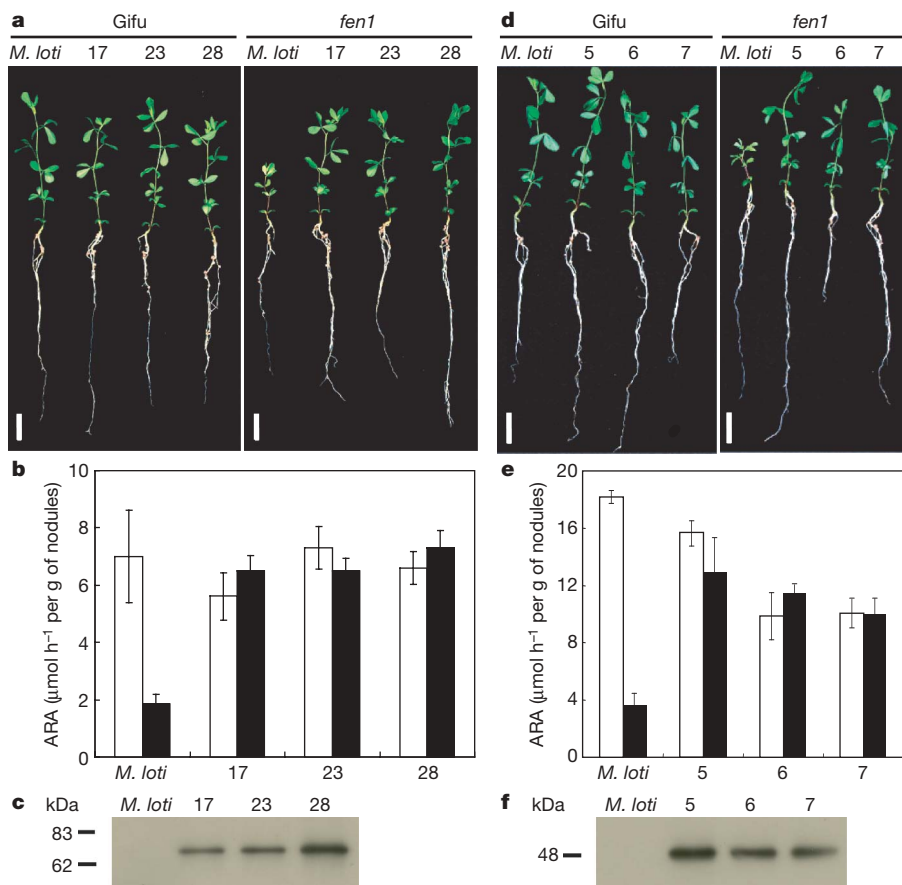 a Gifu fen1
M. loti 17 23 28 M. loti 17 23 28
b
ARA (μmol h⁻¹ per g of nodules)
10
8
6
4
2
0
M. loti 17 23 28
c kDa M. loti 17 23 28
83
62
d Gifu fen1
M. loti 5 6 7 M. loti 5 6 7
e
ARA (μmol h⁻¹ per g of nodules)
20
16
12
8
4
0
M. loti 5 6 7
f kDa M. loti 5 6 7
48